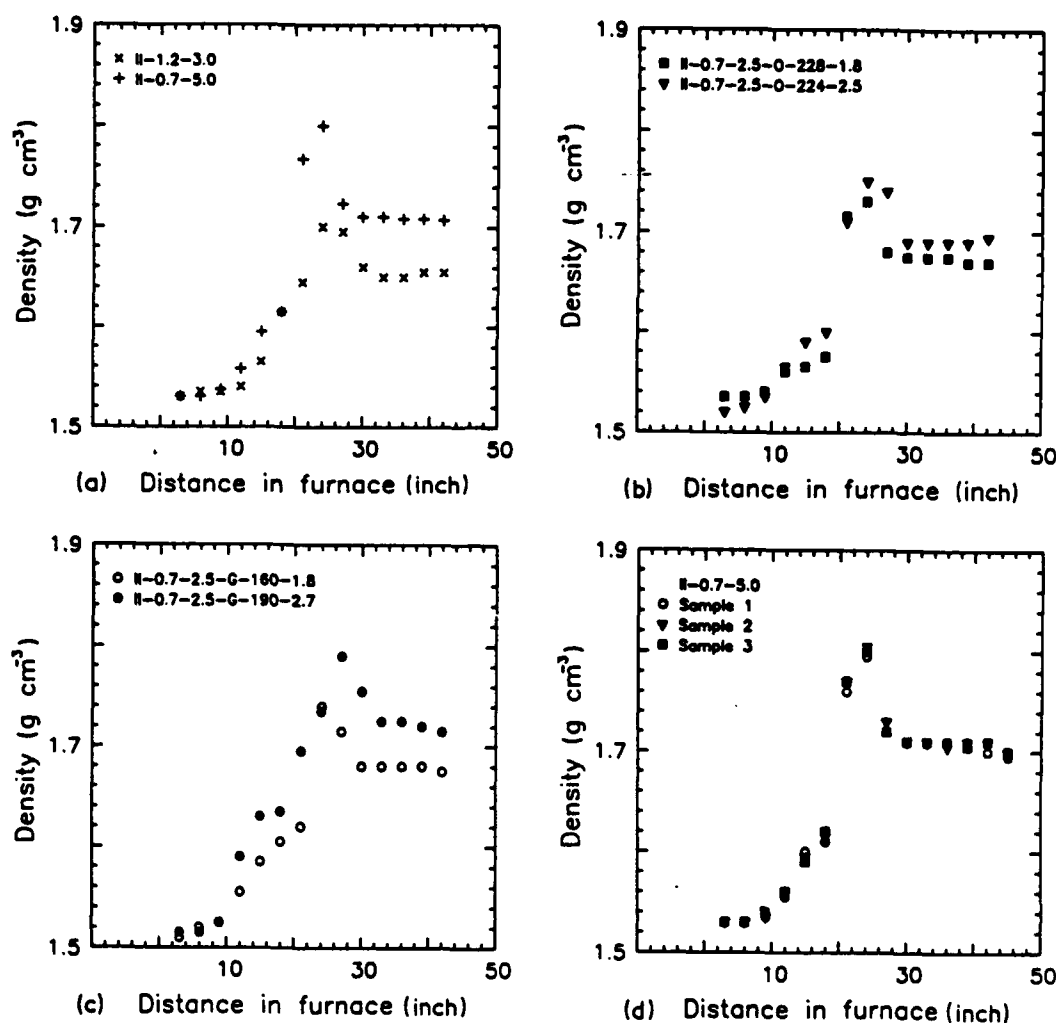 1.9
× II-1.2-3.0
+ II-0.7-5.0
1.7
1.5
Density (g cm⁻³)
10 30 50
(a) Distance in furnace (inch)
1.9
■ II-0.7-2.5-O-228-1.8
▼ II-0.7-2.5-O-224-2.5
1.7
1.5
Density (g cm⁻³)
10 30 50
(b) Distance in furnace (inch)
1.9
○ II-0.7-2.5-G-160-1.8
● II-0.7-2.5-G-190-2.7
1.7
1.5
Density (g cm⁻³)
10 30 50
(c) Distance in furnace (inch)
1.9
II-0.7-5.0
○ Sample 1
▼ Sample 2
■ Sample 3
1.7
1.5
Density (g cm⁻³)
10 30 50
(d) Distance in furnace (inch)